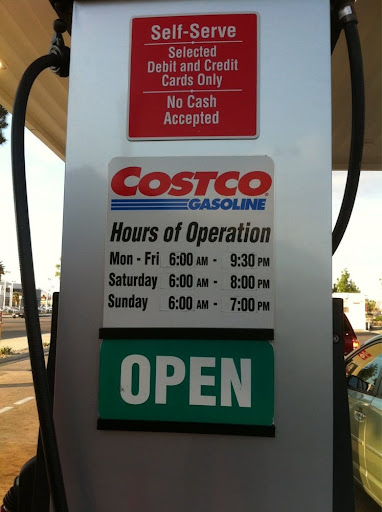 Self-Serve
Selected
Debit and Credit
Cards Only
No Cash
Accepted
COSTCO
GASOLINE
Hours of Operation
Mon - Fri 6:00 AM - 9:30 PM
Saturday 6:00 AM - 8:00 PM
Sunday 6:00 AM - 7:00 PM
OPEN